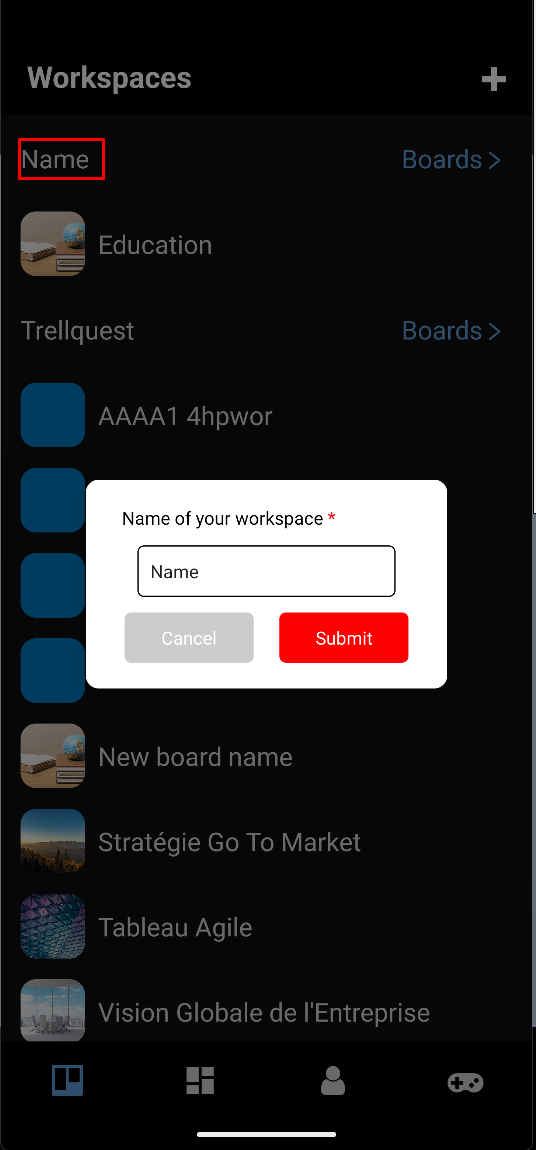 Workspaces
Name
Boards >
Education
Trellquest
Boards >
AAAA1 4hpwor
Name of your workspace *
Name
Cancel
Submit
New board name
Stratégie Go To Market
Tableau Agile
Vision Globale de l'Entreprise